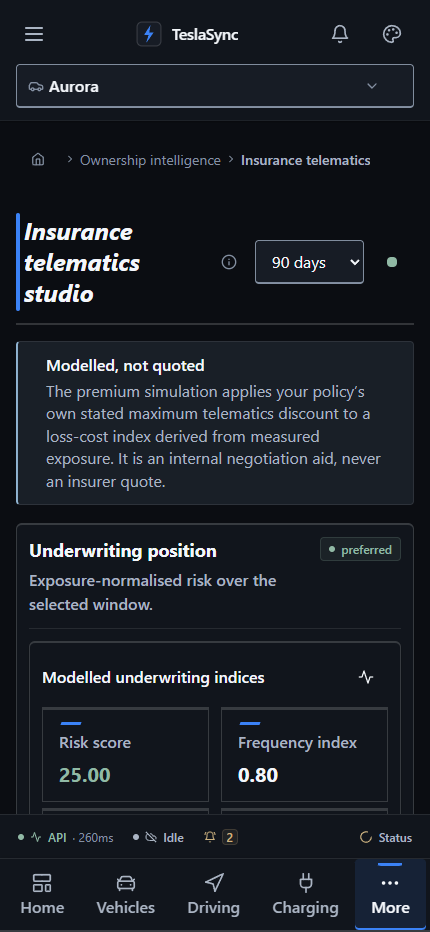 TeslaSync
Aurora
Ownership intelligence
Insurance telematics
Insurance
telematics
studio
90 days
Modelled, not quoted
The premium simulation applies your policy’s
own stated maximum telematics discount to a
loss-cost index derived from measured
exposure. It is an internal negotiation aid, never
an insurer quote.
Underwriting position
preferred
Exposure-normalised risk over the
selected window.
Modelled underwriting indices
Risk score
Frequency index
25.00
0.80
API · 260ms
Idle
2
Status
Home
Vehicles
Driving
Charging
More